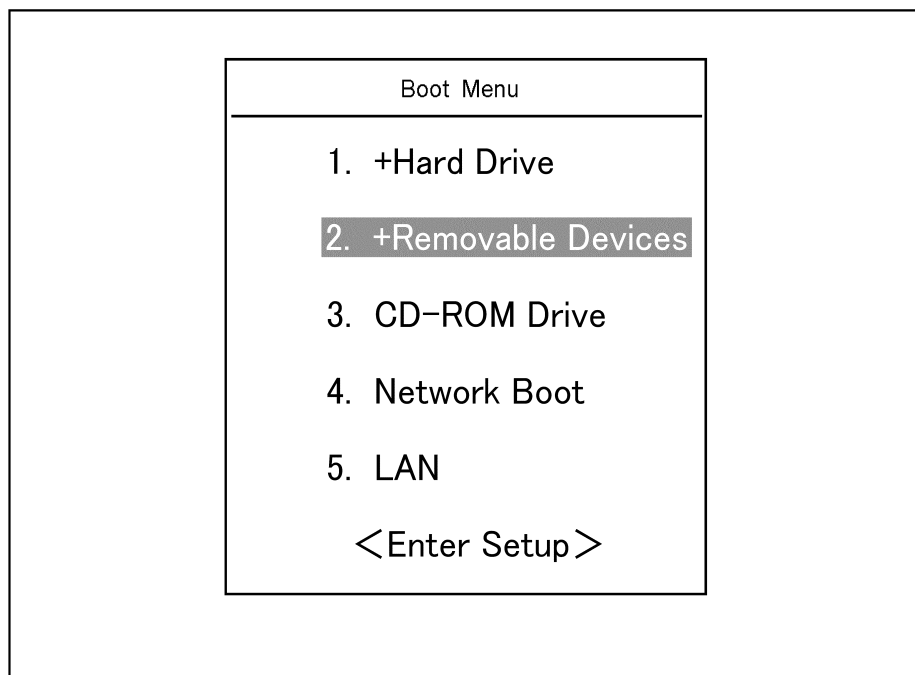 Boot Menu
1. +Hard Drive
2. +Removable Devices
3. CD-ROM Drive
4. Network Boot
5. LAN
<Enter Setup>